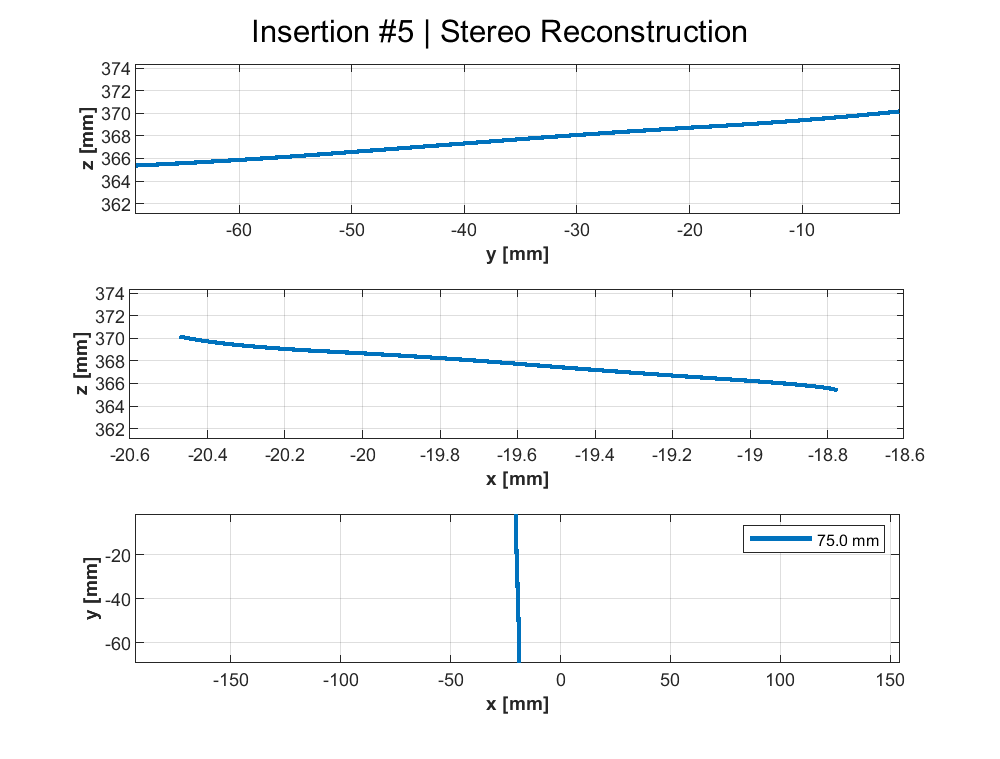 Insertion #5 | Stereo Reconstruction
374
372
370
368
366
364
362
z [mm]
-60 -50 -40 -30 -20 -10
y [mm]
374
372
370
368
366
364
362
z [mm]
-20.6 -20.4 -20.2 -20 -19.8 -19.6 -19.4 -19.2 -19 -18.8 -18.6
x [mm]
75.0 mm
-20
-40
-60
y [mm]
-150 -100 -50 0 50 100 150
x [mm]